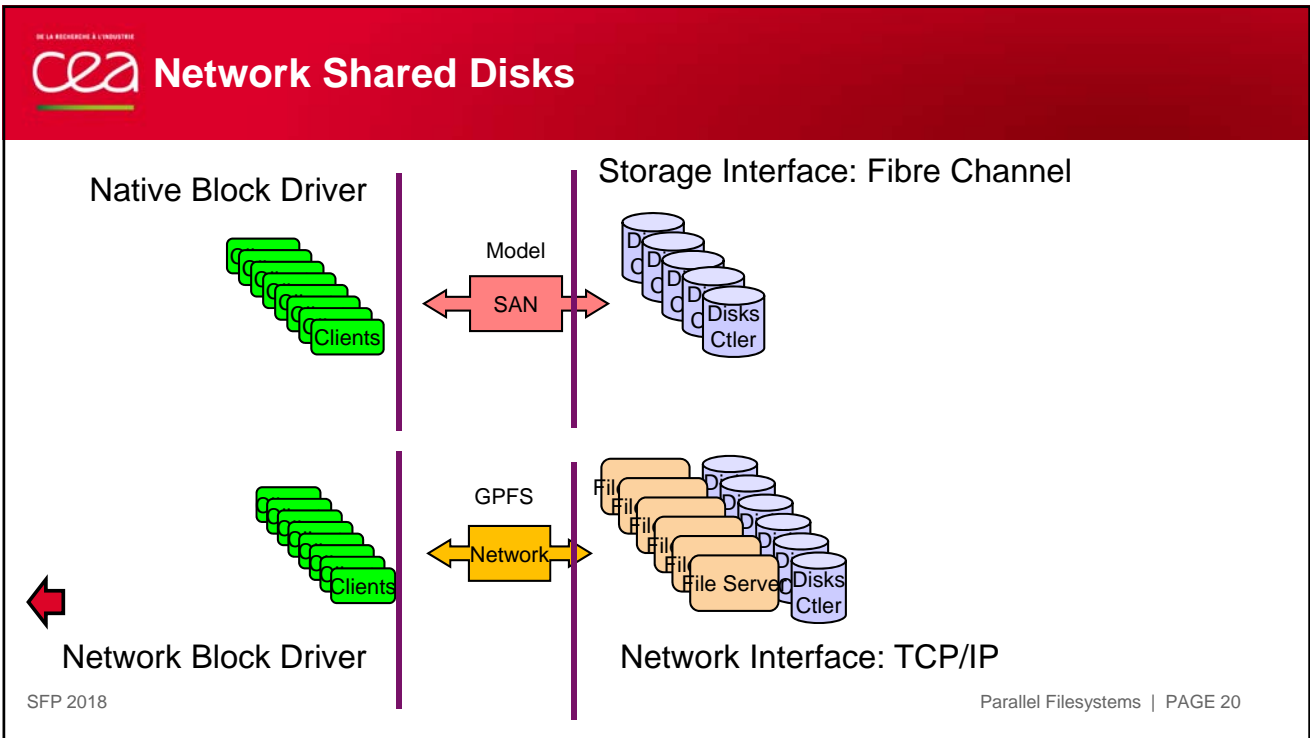 DE LA RECHERCHE À L'INDUSTRIE
cea
Network Shared Disks
Native Block Driver
Storage Interface: Fibre Channel
Model
SAN
Clients
Disks
Ctler
GPFS
Network
Clients
File Server
Disks
Ctler
Network Block Driver
Network Interface: TCP/IP
SFP 2018
Parallel Filesystems | PAGE 20